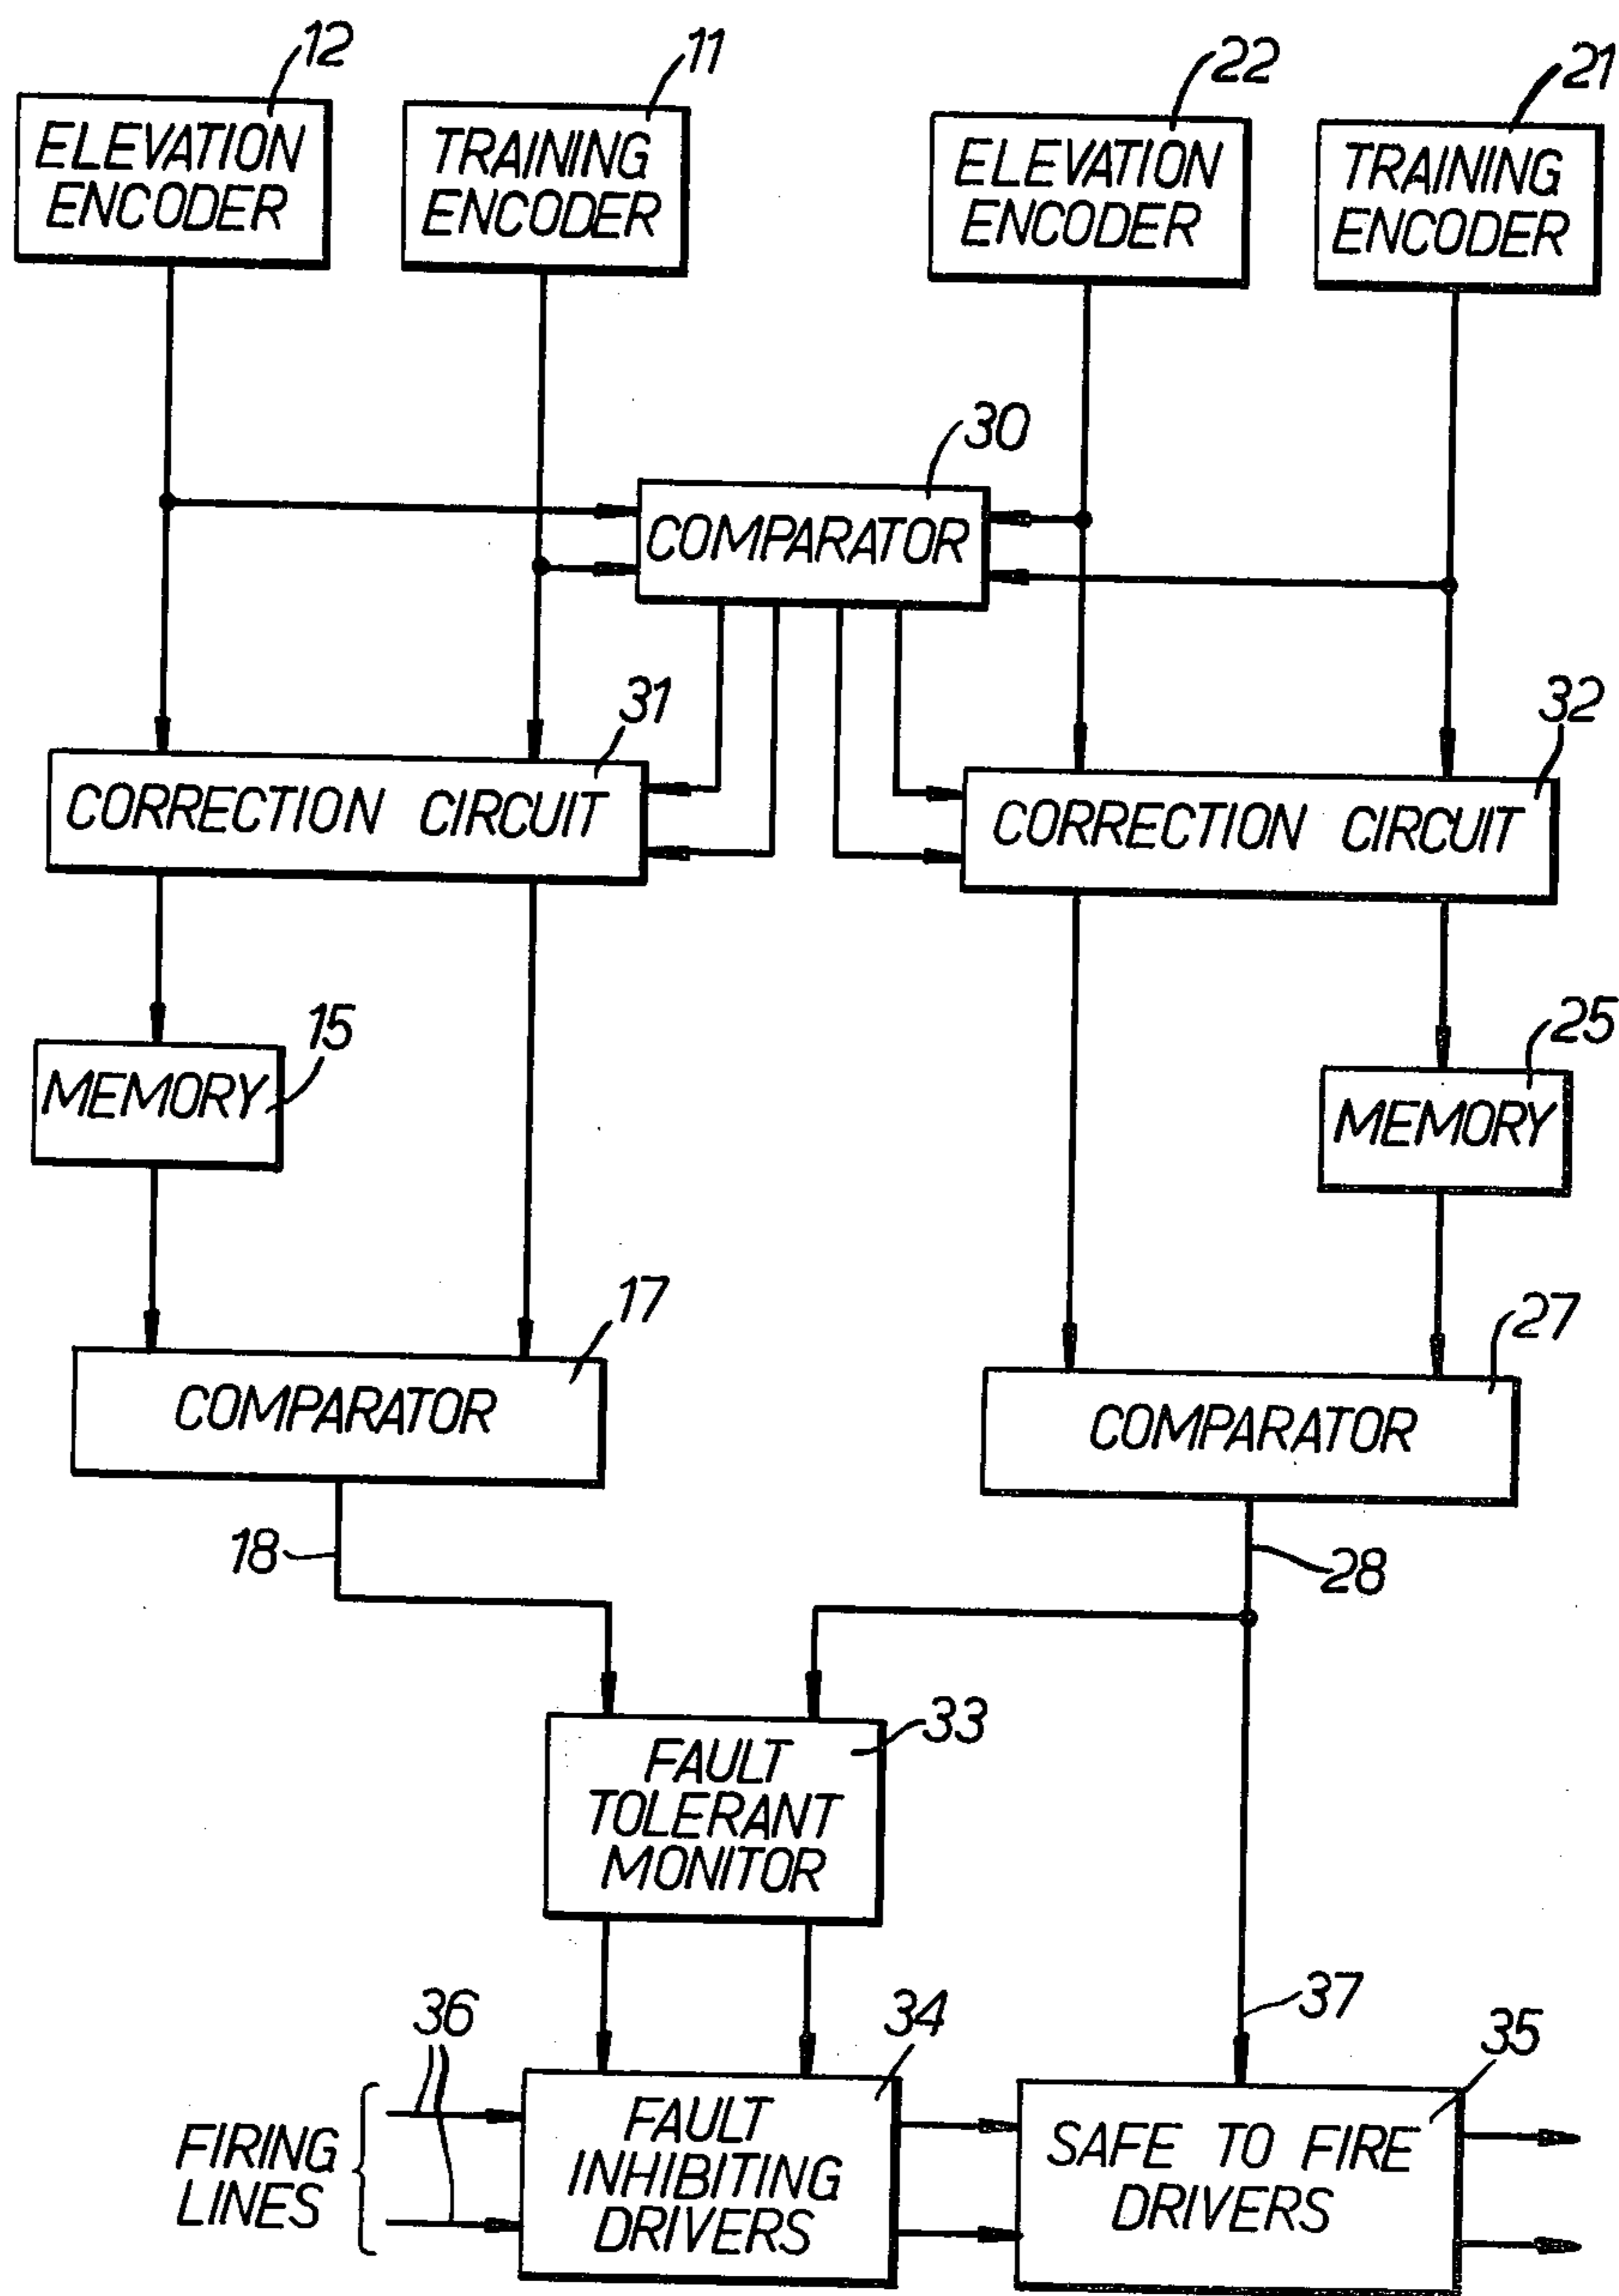 12
11
22
21
ELEVATION
ENCODER
TRAINING
ENCODER
ELEVATION
ENCODER
TRAINING
ENCODER
30
COMPARATOR
31
32
CORRECTION CIRCUIT
CORRECTION CIRCUIT
15
25
MEMORY
MEMORY
17
27
COMPARATOR
COMPARATOR
18
28
33
FAULT
TOLERANT
MONITOR
36
34
37
35
FIRING
LINES
FAULT
INHIBITING
DRIVERS
SAFE TO FIRE
DRIVERS